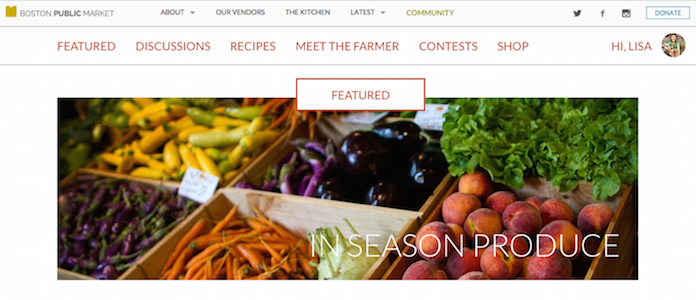 BOSTON PUBLIC MARKET ABOUT OUR VENDORS THE KITCHEN LATEST COMMUNITY DONATE
FEATURED DISCUSSIONS RECIPES MEET THE FARMER CONTESTS SHOP HI, LISA
FEATURED
IN SEASON PRODUCE